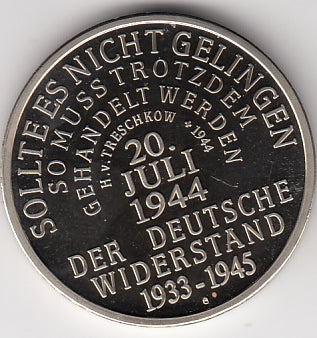 SOLLTE ES NICHT GELINGEN
SO MUSS TROTZDEM
GEHANDELT WERDEN
H.v. TRESCHKOW +1944
20.
JULI
1944
DER DEUTSCHE
WIDERSTAND
1933-1945